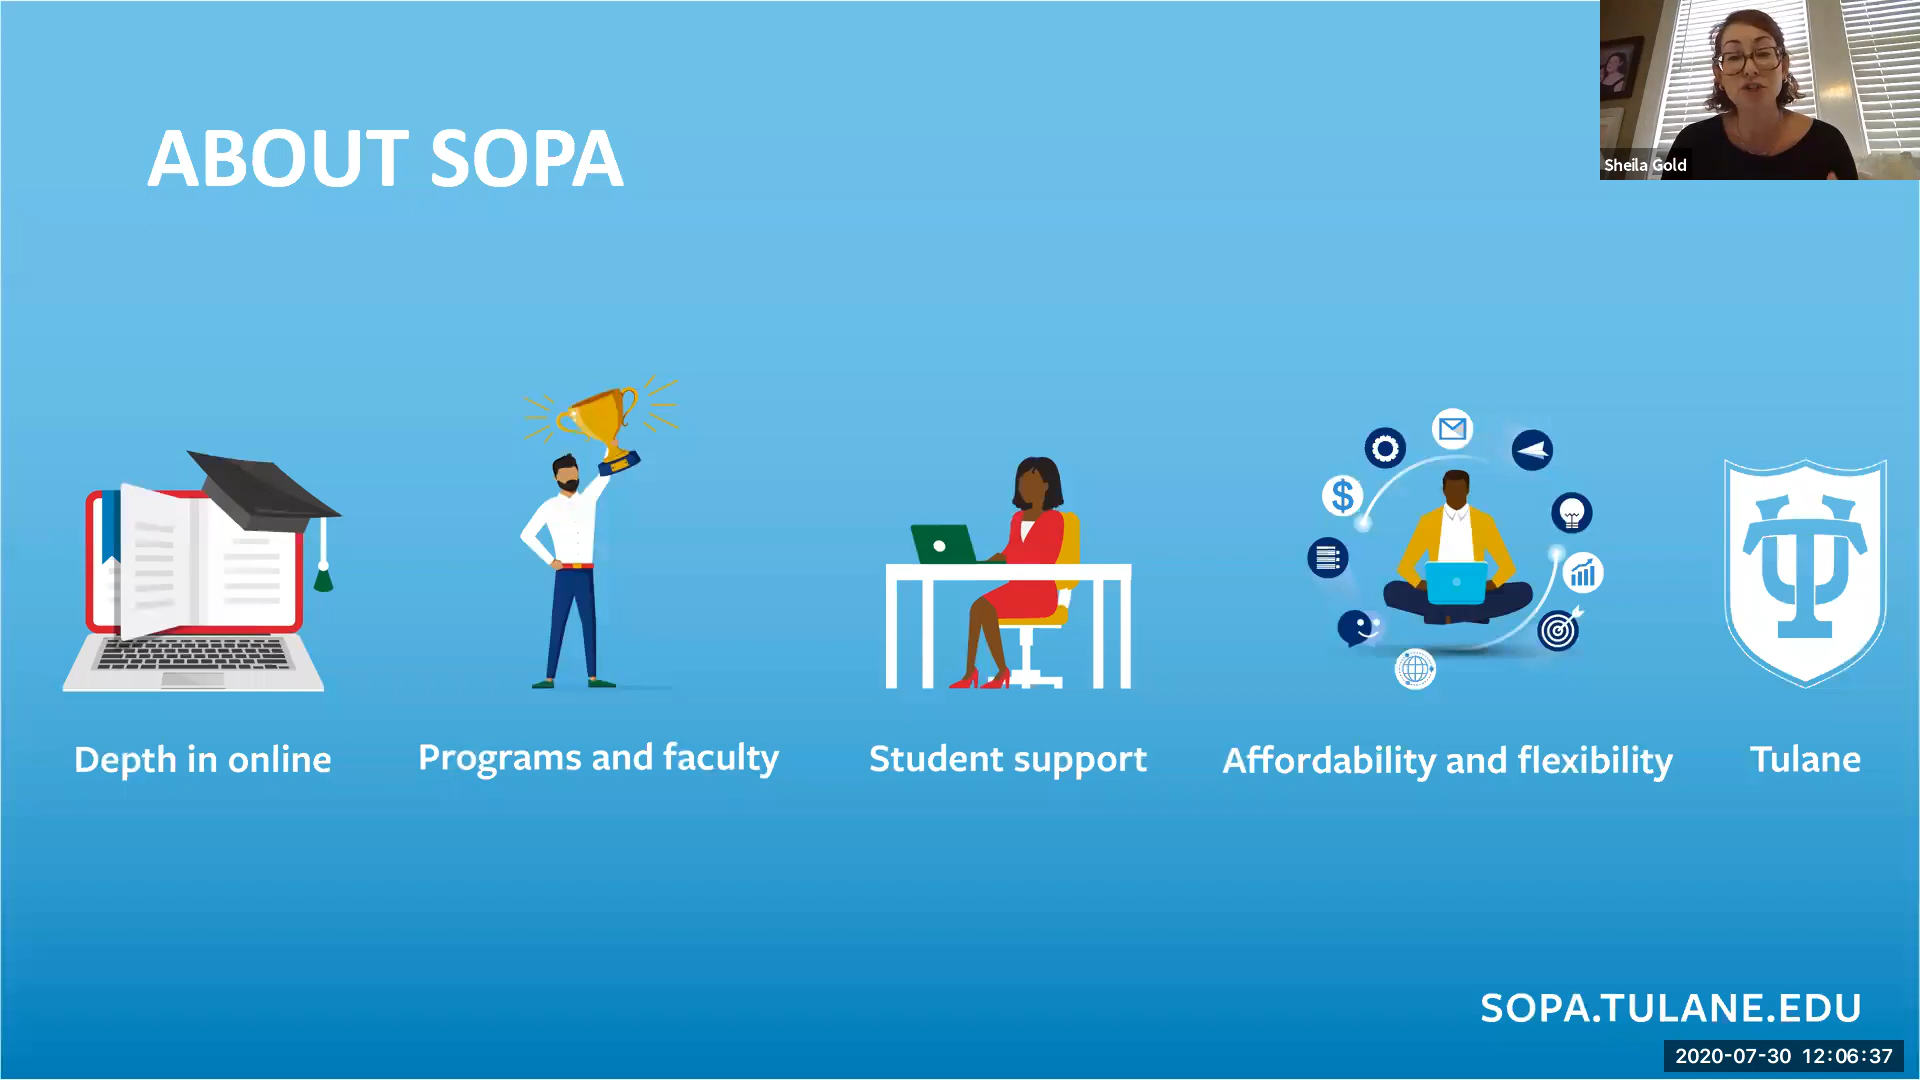 Sheila Gold
ABOUT SOPA
Depth in online
Programs and faculty
Student support
Affordability and flexibility
Tulane
SOPA.TULANE.EDU
2020-07-30 12:06:37